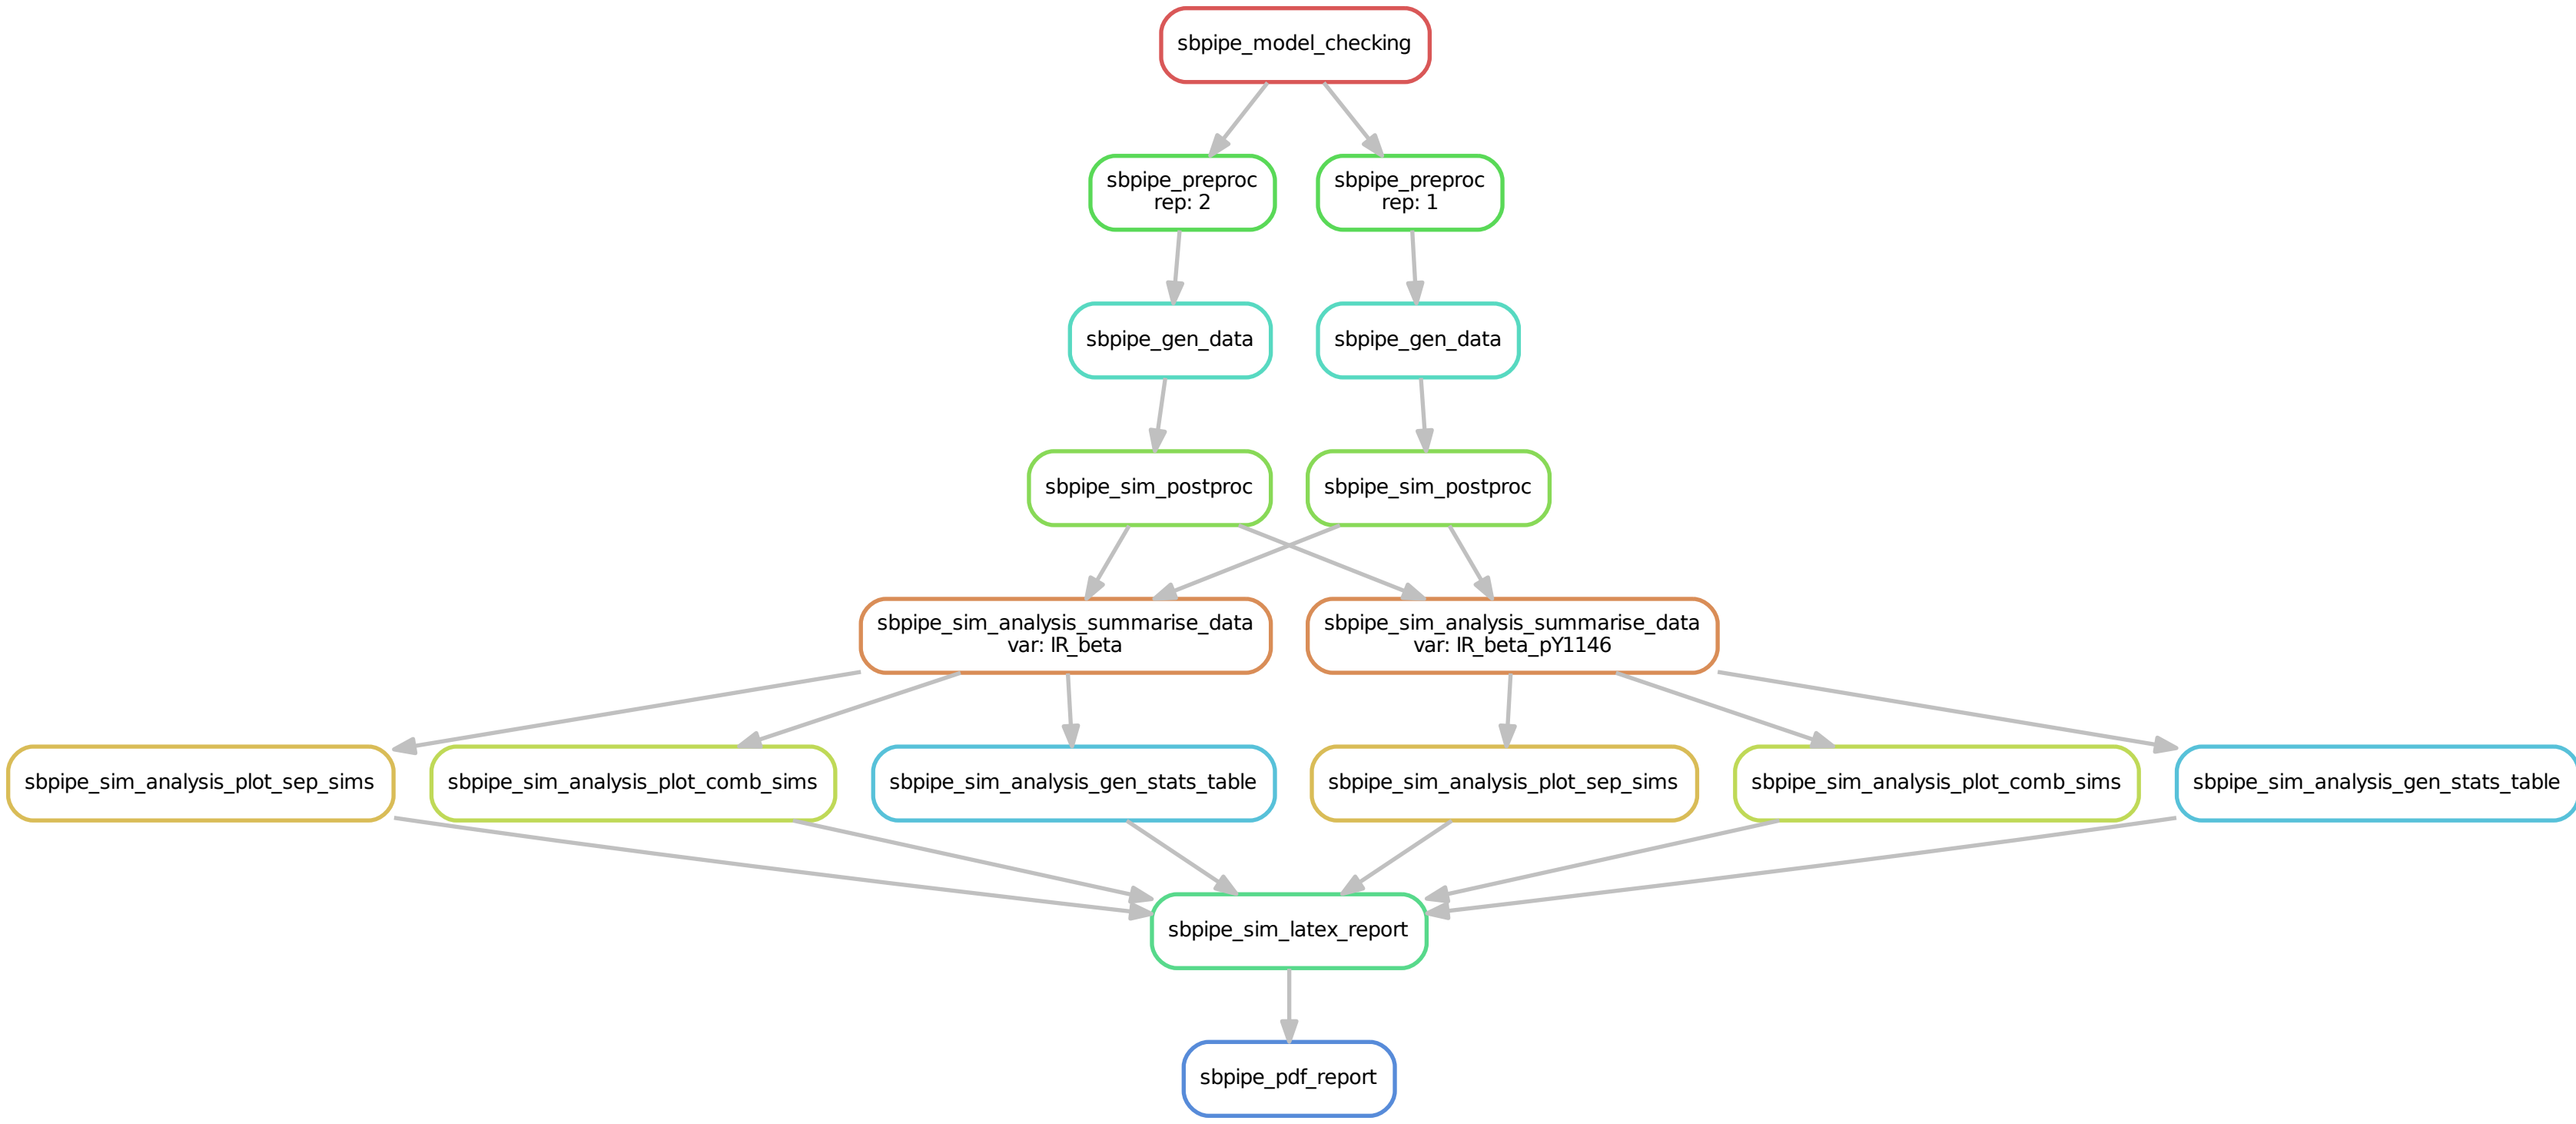 sbpipe_model_checking
sbpipe_preproc
rep: 2
sbpipe_preproc
rep: 1
sbpipe_gen_data
sbpipe_gen_data
sbpipe_sim_postproc
sbpipe_sim_postproc
sbpipe_sim_analysis_summarise_data
var: IR_beta
sbpipe_sim_analysis_summarise_data
var: IR_beta_pY1146
sbpipe_sim_analysis_plot_sep_sims
sbpipe_sim_analysis_plot_comb_sims
sbpipe_sim_analysis_gen_stats_table
sbpipe_sim_analysis_plot_sep_sims
sbpipe_sim_analysis_plot_comb_sims
sbpipe_sim_analysis_gen_stats_table
sbpipe_sim_latex_report
sbpipe_pdf_report